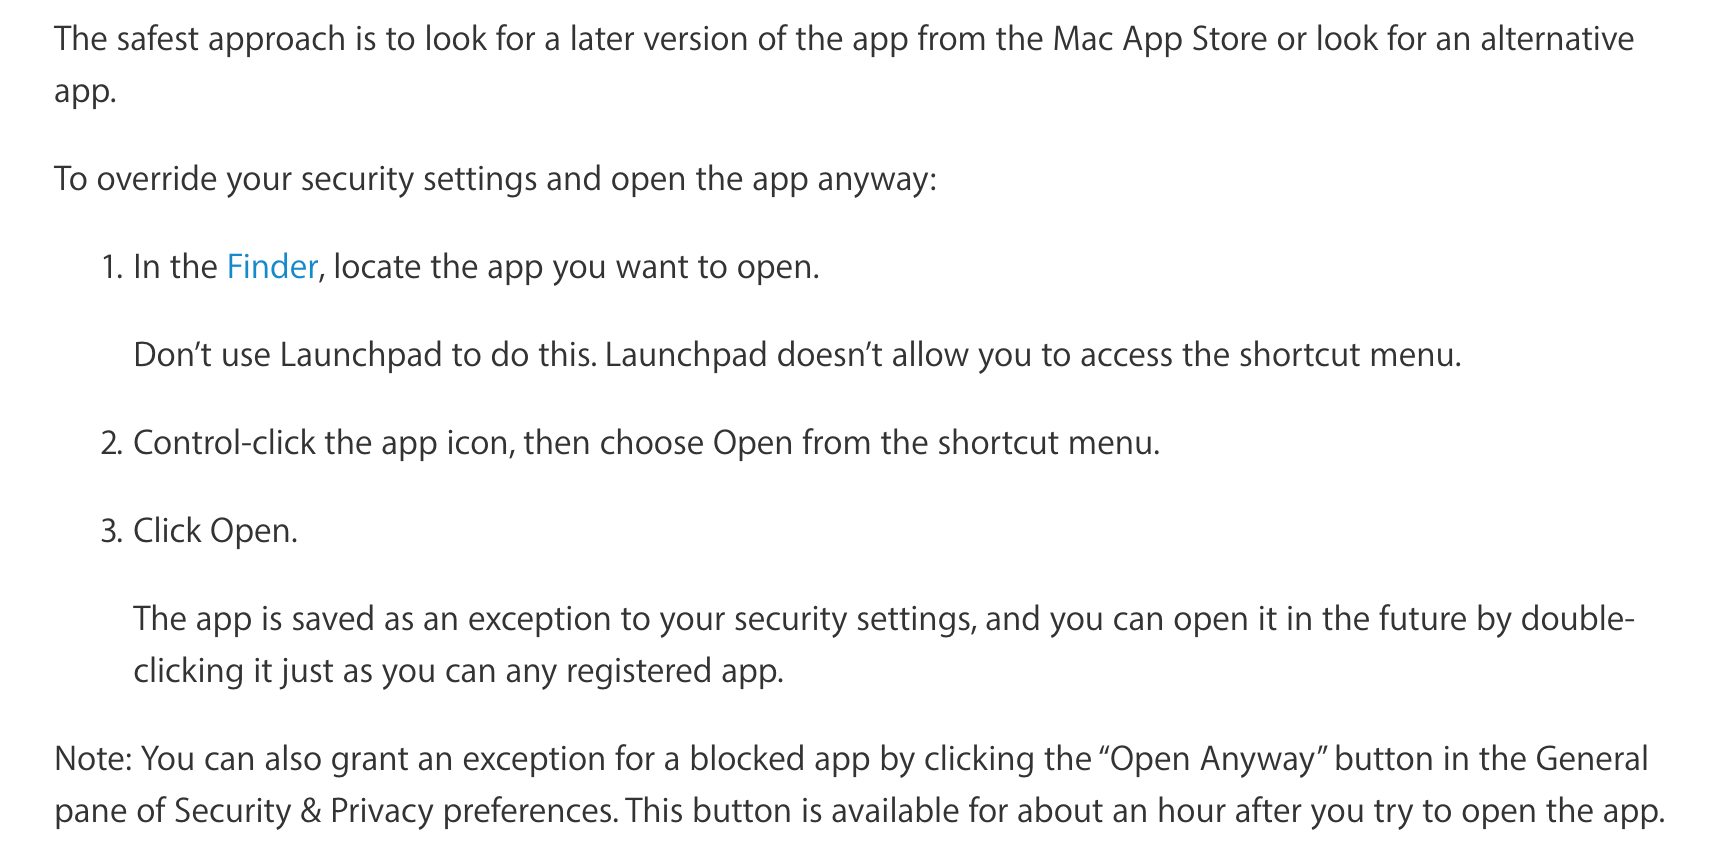 The safest approach is to look for a later version of the app from the Mac App Store or look for an alternative
app.
To override your security settings and open the app anyway:
1. In the Finder, locate the app you want to open.
Don’t use Launchpad to do this. Launchpad doesn’t allow you to access the shortcut menu.
2. Control-click the app icon, then choose Open from the shortcut menu.
3. Click Open.
The app is saved as an exception to your security settings, and you can open it in the future by double-
clicking it just as you can any registered app.
Note: You can also grant an exception for a blocked app by clicking the “Open Anyway” button in the General
pane of Security & Privacy preferences. This button is available for about an hour after you try to open the app.